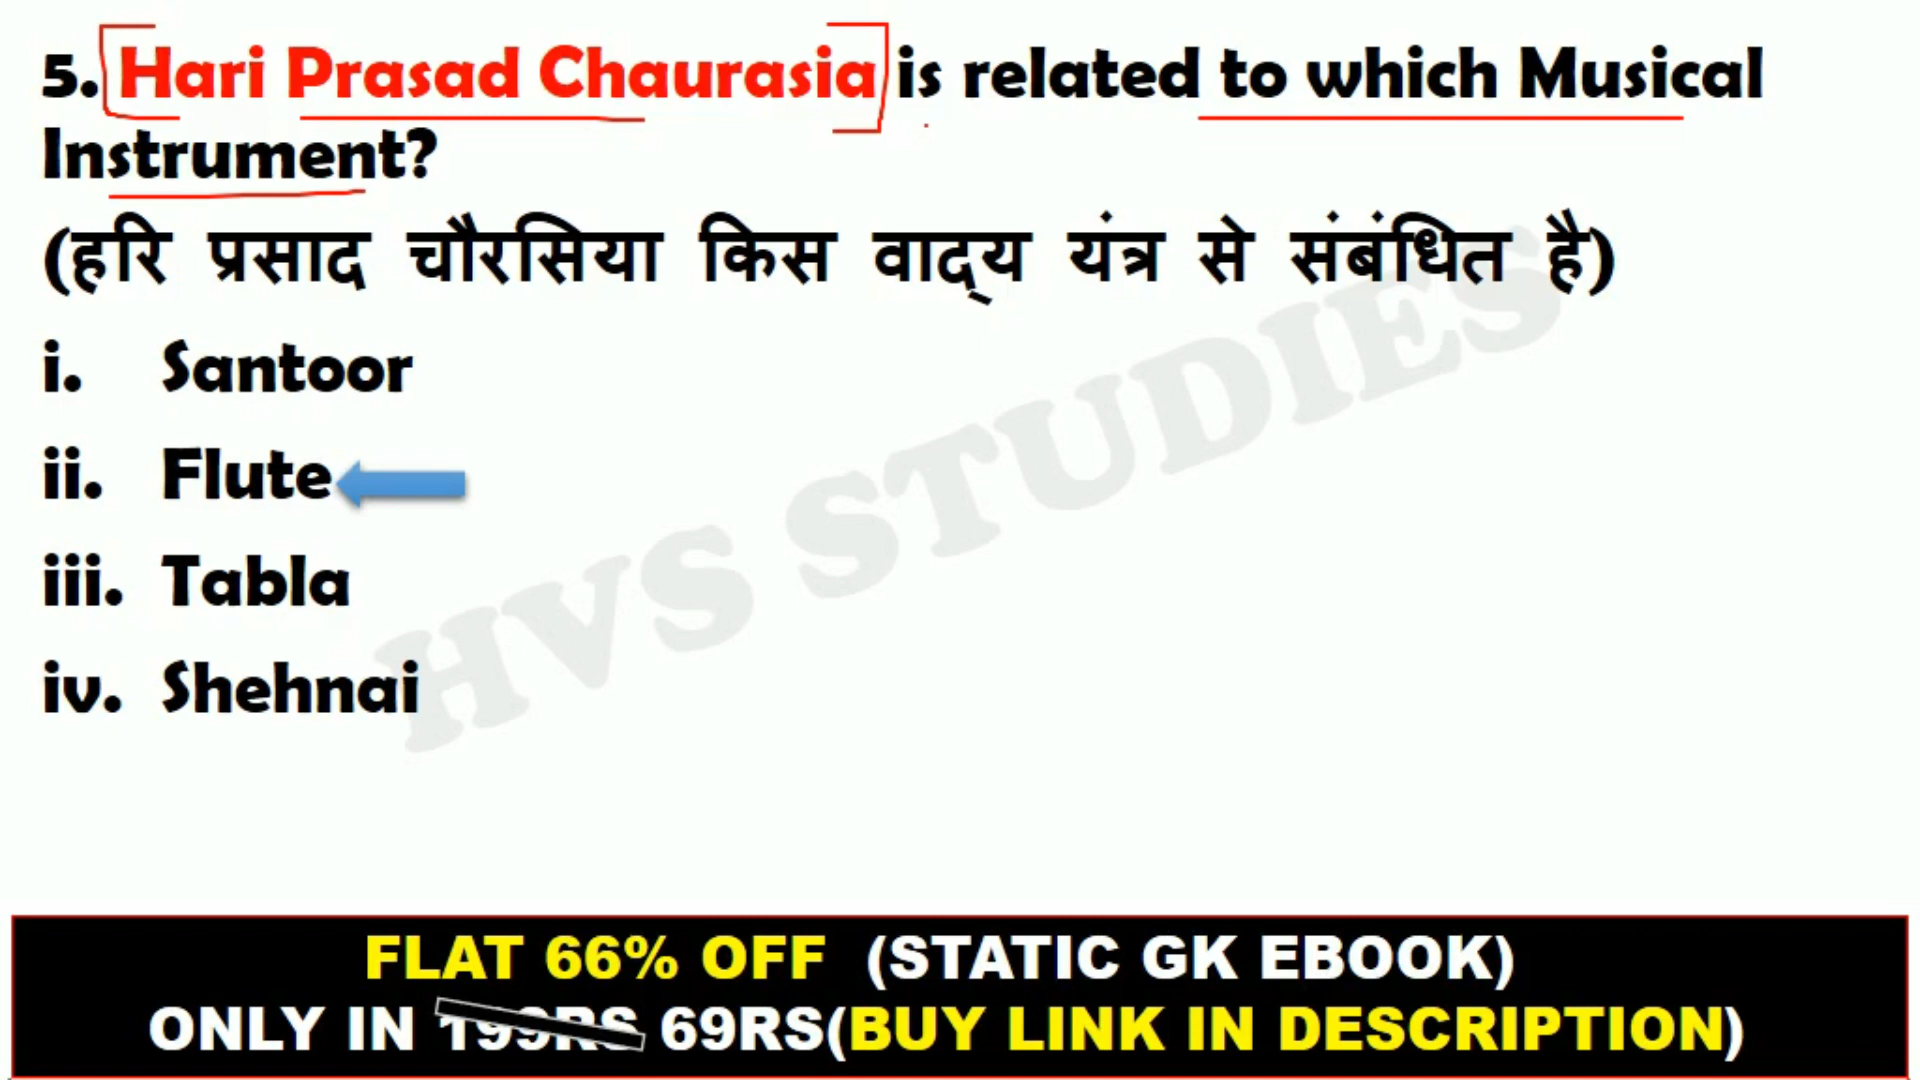 5. Hari Prasad Chaurasia is related to which Musical
Instrument?
(हरि प्रसाद चौरसिया किस वाद्‌य यंत्र से संबंधित है)
i. Santoor
ii. Flute
iii. Tabla
iv. Shehnai
HVS STUDIES
FLAT 66% OFF (STATIC GK EBOOK)
ONLY IN 199RS 69RS(BUY LINK IN DESCRIPTION)